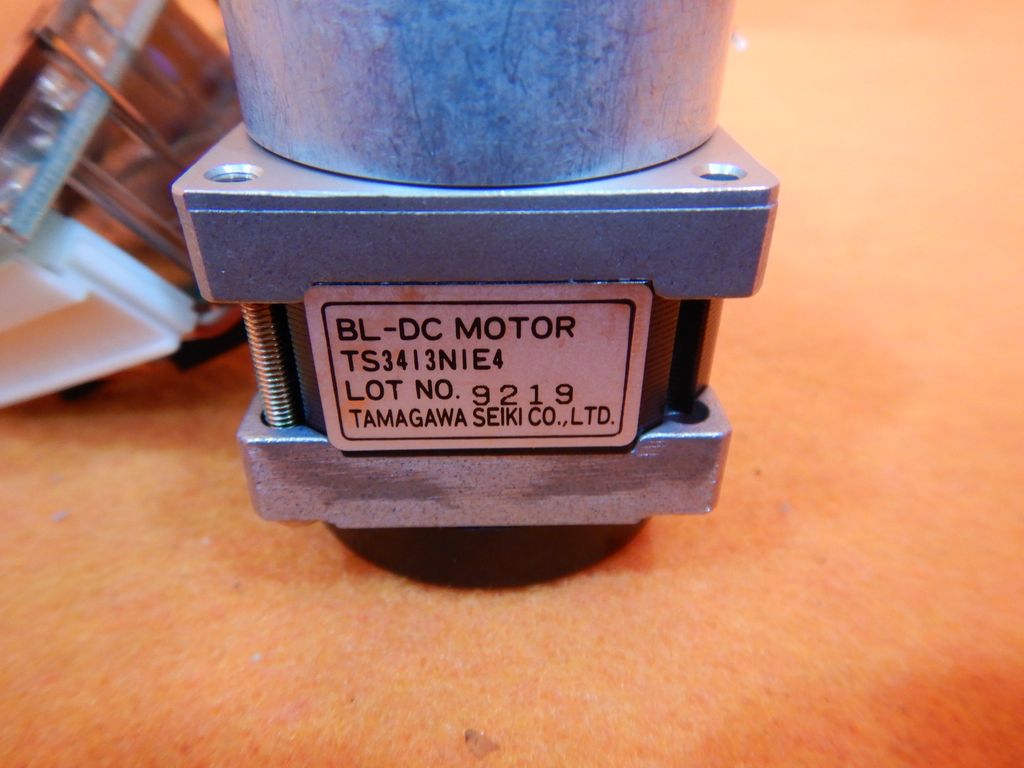 BL-DC MOTOR
TS3413N1E4
LOT NO. 9219
TAMAGAWA SEIKI CO.,LTD.